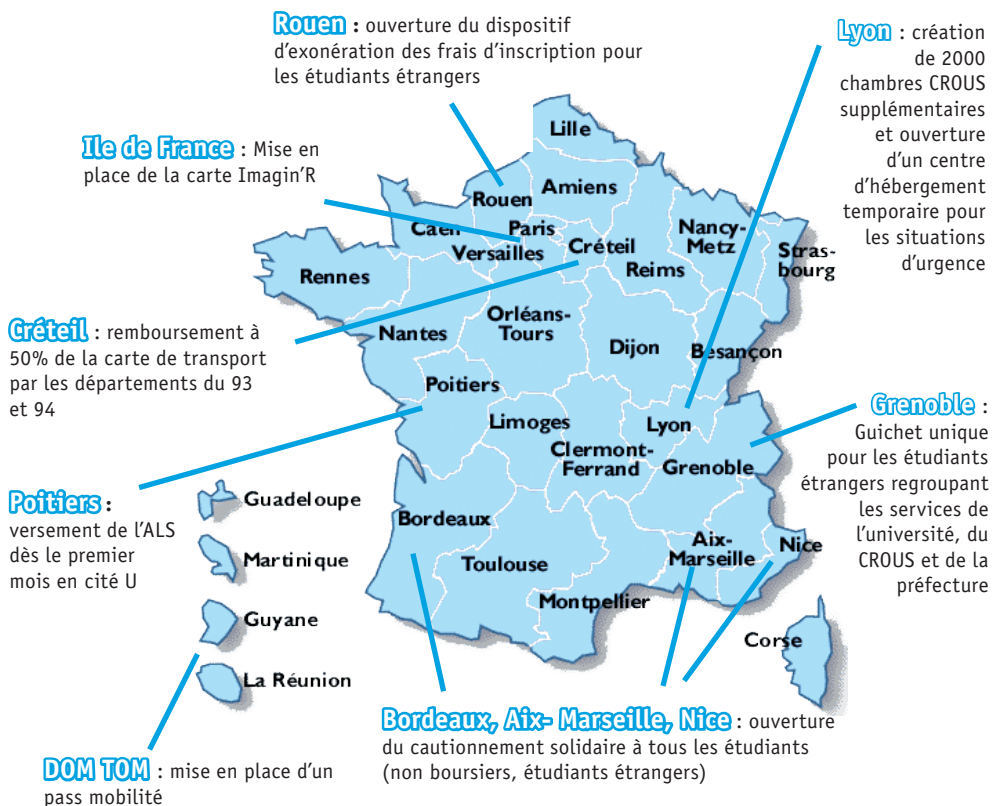 Rouen : ouverture du dispositif
d’exonération des frais d’inscription pour
les étudiants étrangers
Lyon : création
de 2000
chambres CROUS
supplémentaires
et ouverture
d’un centre
d’hébergement
temporaire pour
les situations
d’urgence
Ile de France : Mise en
place de la carte Imagin’R
Créteil : remboursement à
50% de la carte de transport
par les départements du 93
et 94
Poitiers :
versement de l’ALS
dès le premier
mois en cité U
Grenoble :
Guichet unique
pour les étudiants
étrangers regroupant
les services de
l’université, du
CROUS et de la
préfecture
Lille
Amiens
Rouen
Caen
Paris
Versailles
Créteil
Reims
Nancy-
Metz
Stras-
bourg
Rennes
Nantes
Orléans-
Tours
Dijon
Besançon
Poitiers
Limoges
Clermont-
Ferrand
Lyon
Grenoble
Bordeaux
Toulouse
Montpellier
Aix-
Marseille
Nice
Corse
Guadeloupe
Martinique
Guyane
La Réunion
Bordeaux, Aix- Marseille, Nice : ouverture
du cautionnement solidaire à tous les étudiants
(non boursiers, étudiants étrangers)
DOM TOM : mise en place d’un
pass mobilité